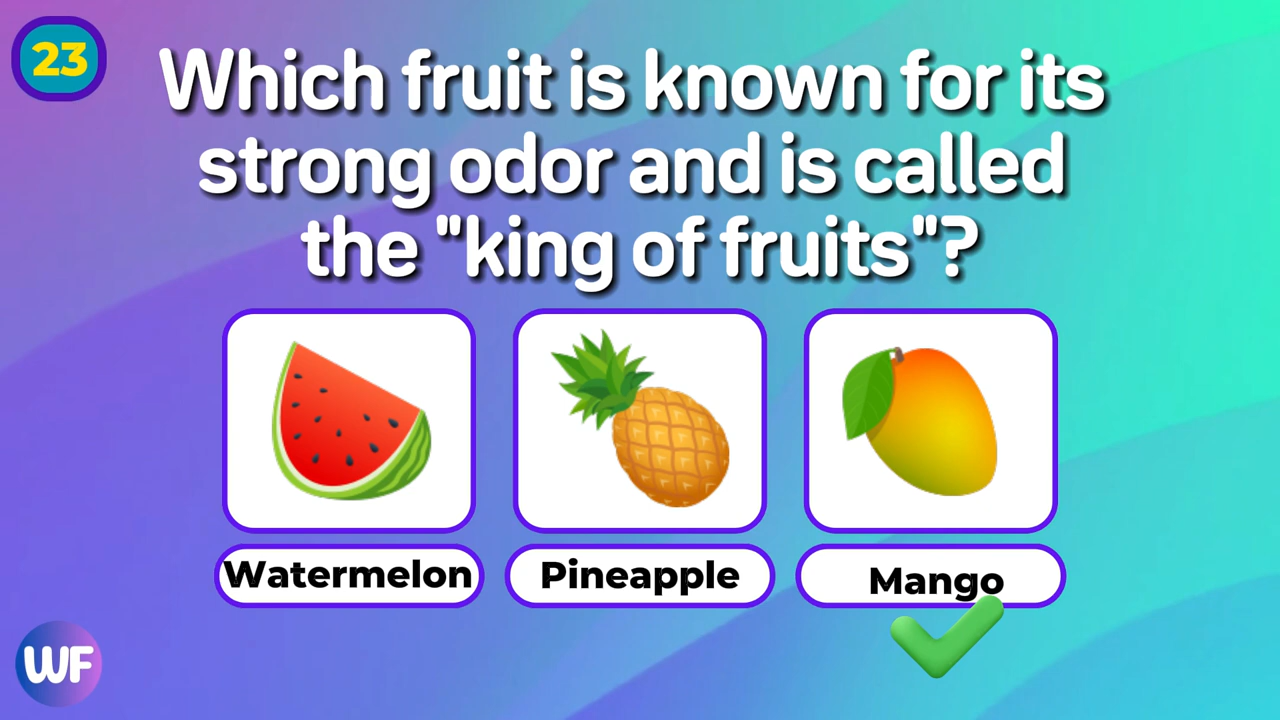 23
Which fruit is known for its
strong odor and is called
the "king of fruits"?
Watermelon
Pineapple
Mango
WF